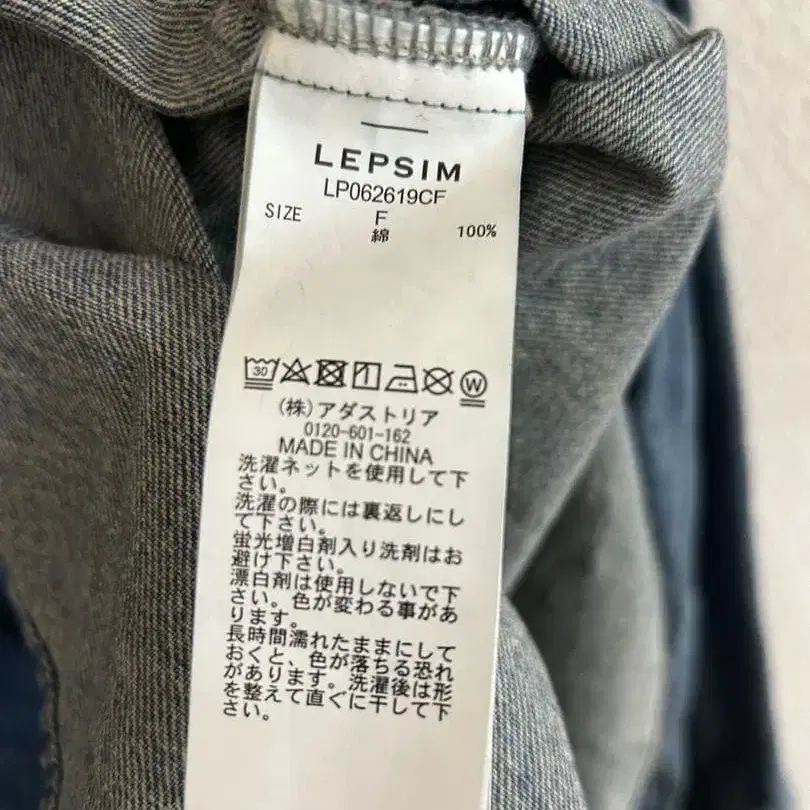 LEPSIM
LP062619CF
SIZE F
綿 100%
30 W
(株)アダストリア
0120-601-162
MADE IN CHINA
洗濯ネットを使用して下
さい。
洗濯の際には裏返しにし
て下さい。
蛍光増白剤入り洗剤はお
避け下さい。
漂白剤は使用しないで下
さい。色が変わる事があ
ります。
長時間濡れたままにして
おくと、色が落ちる恐れ
があります。洗濯後は形
を整えて直ぐに干して下
さい。